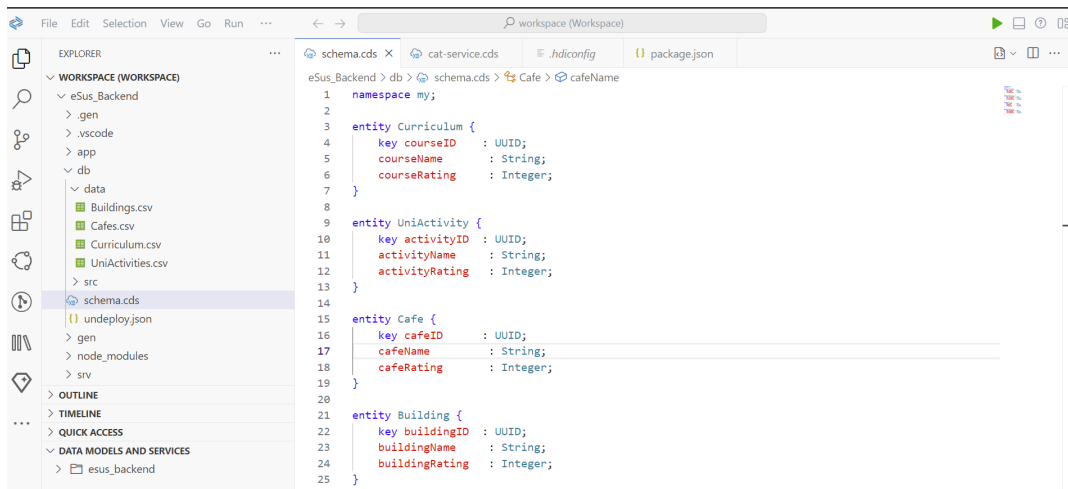 File Edit Selection View Go Run ...
workspace (Workspace)
EXPLORER ...
WORKSPACE (WORKSPACE)
eSus_Backend
.gen
.vscode
app
db
data
Buildings.csv
Cafes.csv
Curriculum.csv
UniActivities.csv
src
schema.cds
{} undeploy.json
gen
node_modules
srv
OUTLINE
TIMELINE
QUICK ACCESS
DATA MODELS AND SERVICES
esus_backend
schema.cds × cat-service.cds .hdiconfig {} package.json
eSus_Backend > db > schema.cds > Cafe > cafeName
1 namespace my;
2
3 entity Curriculum {
4 key courseID : UUID;
5 courseName : String;
6 courseRating : Integer;
7 }
8
9 entity UniActivity {
10 key activityID : UUID;
11 activityName : String;
12 activityRating : Integer;
13 }
14
15 entity Cafe {
16 key cafeID : UUID;
17 cafeName : String;
18 cafeRating : Integer;
19 }
20
21 entity Building {
22 key buildingID : UUID;
23 buildingName : String;
24 buildingRating : Integer;
25 }